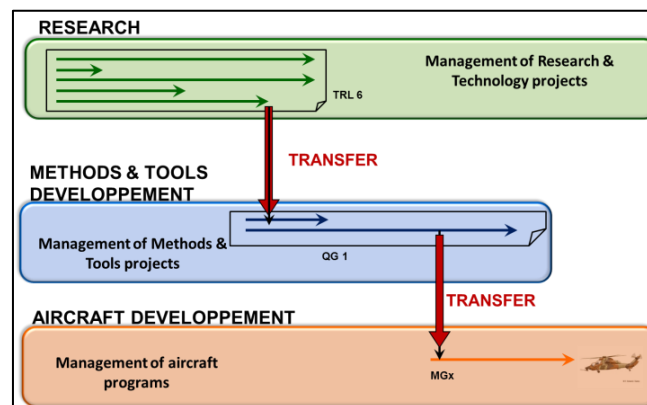 RESEARCH
Management of Research &
Technology projects
TRL 6
TRANSFER
METHODS & TOOLS
DEVELOPPEMENT
Management of Methods &
Tools projects
QG 1
TRANSFER
AIRCRAFT DEVELOPPEMENT
Management of aircraft
programs
MGx